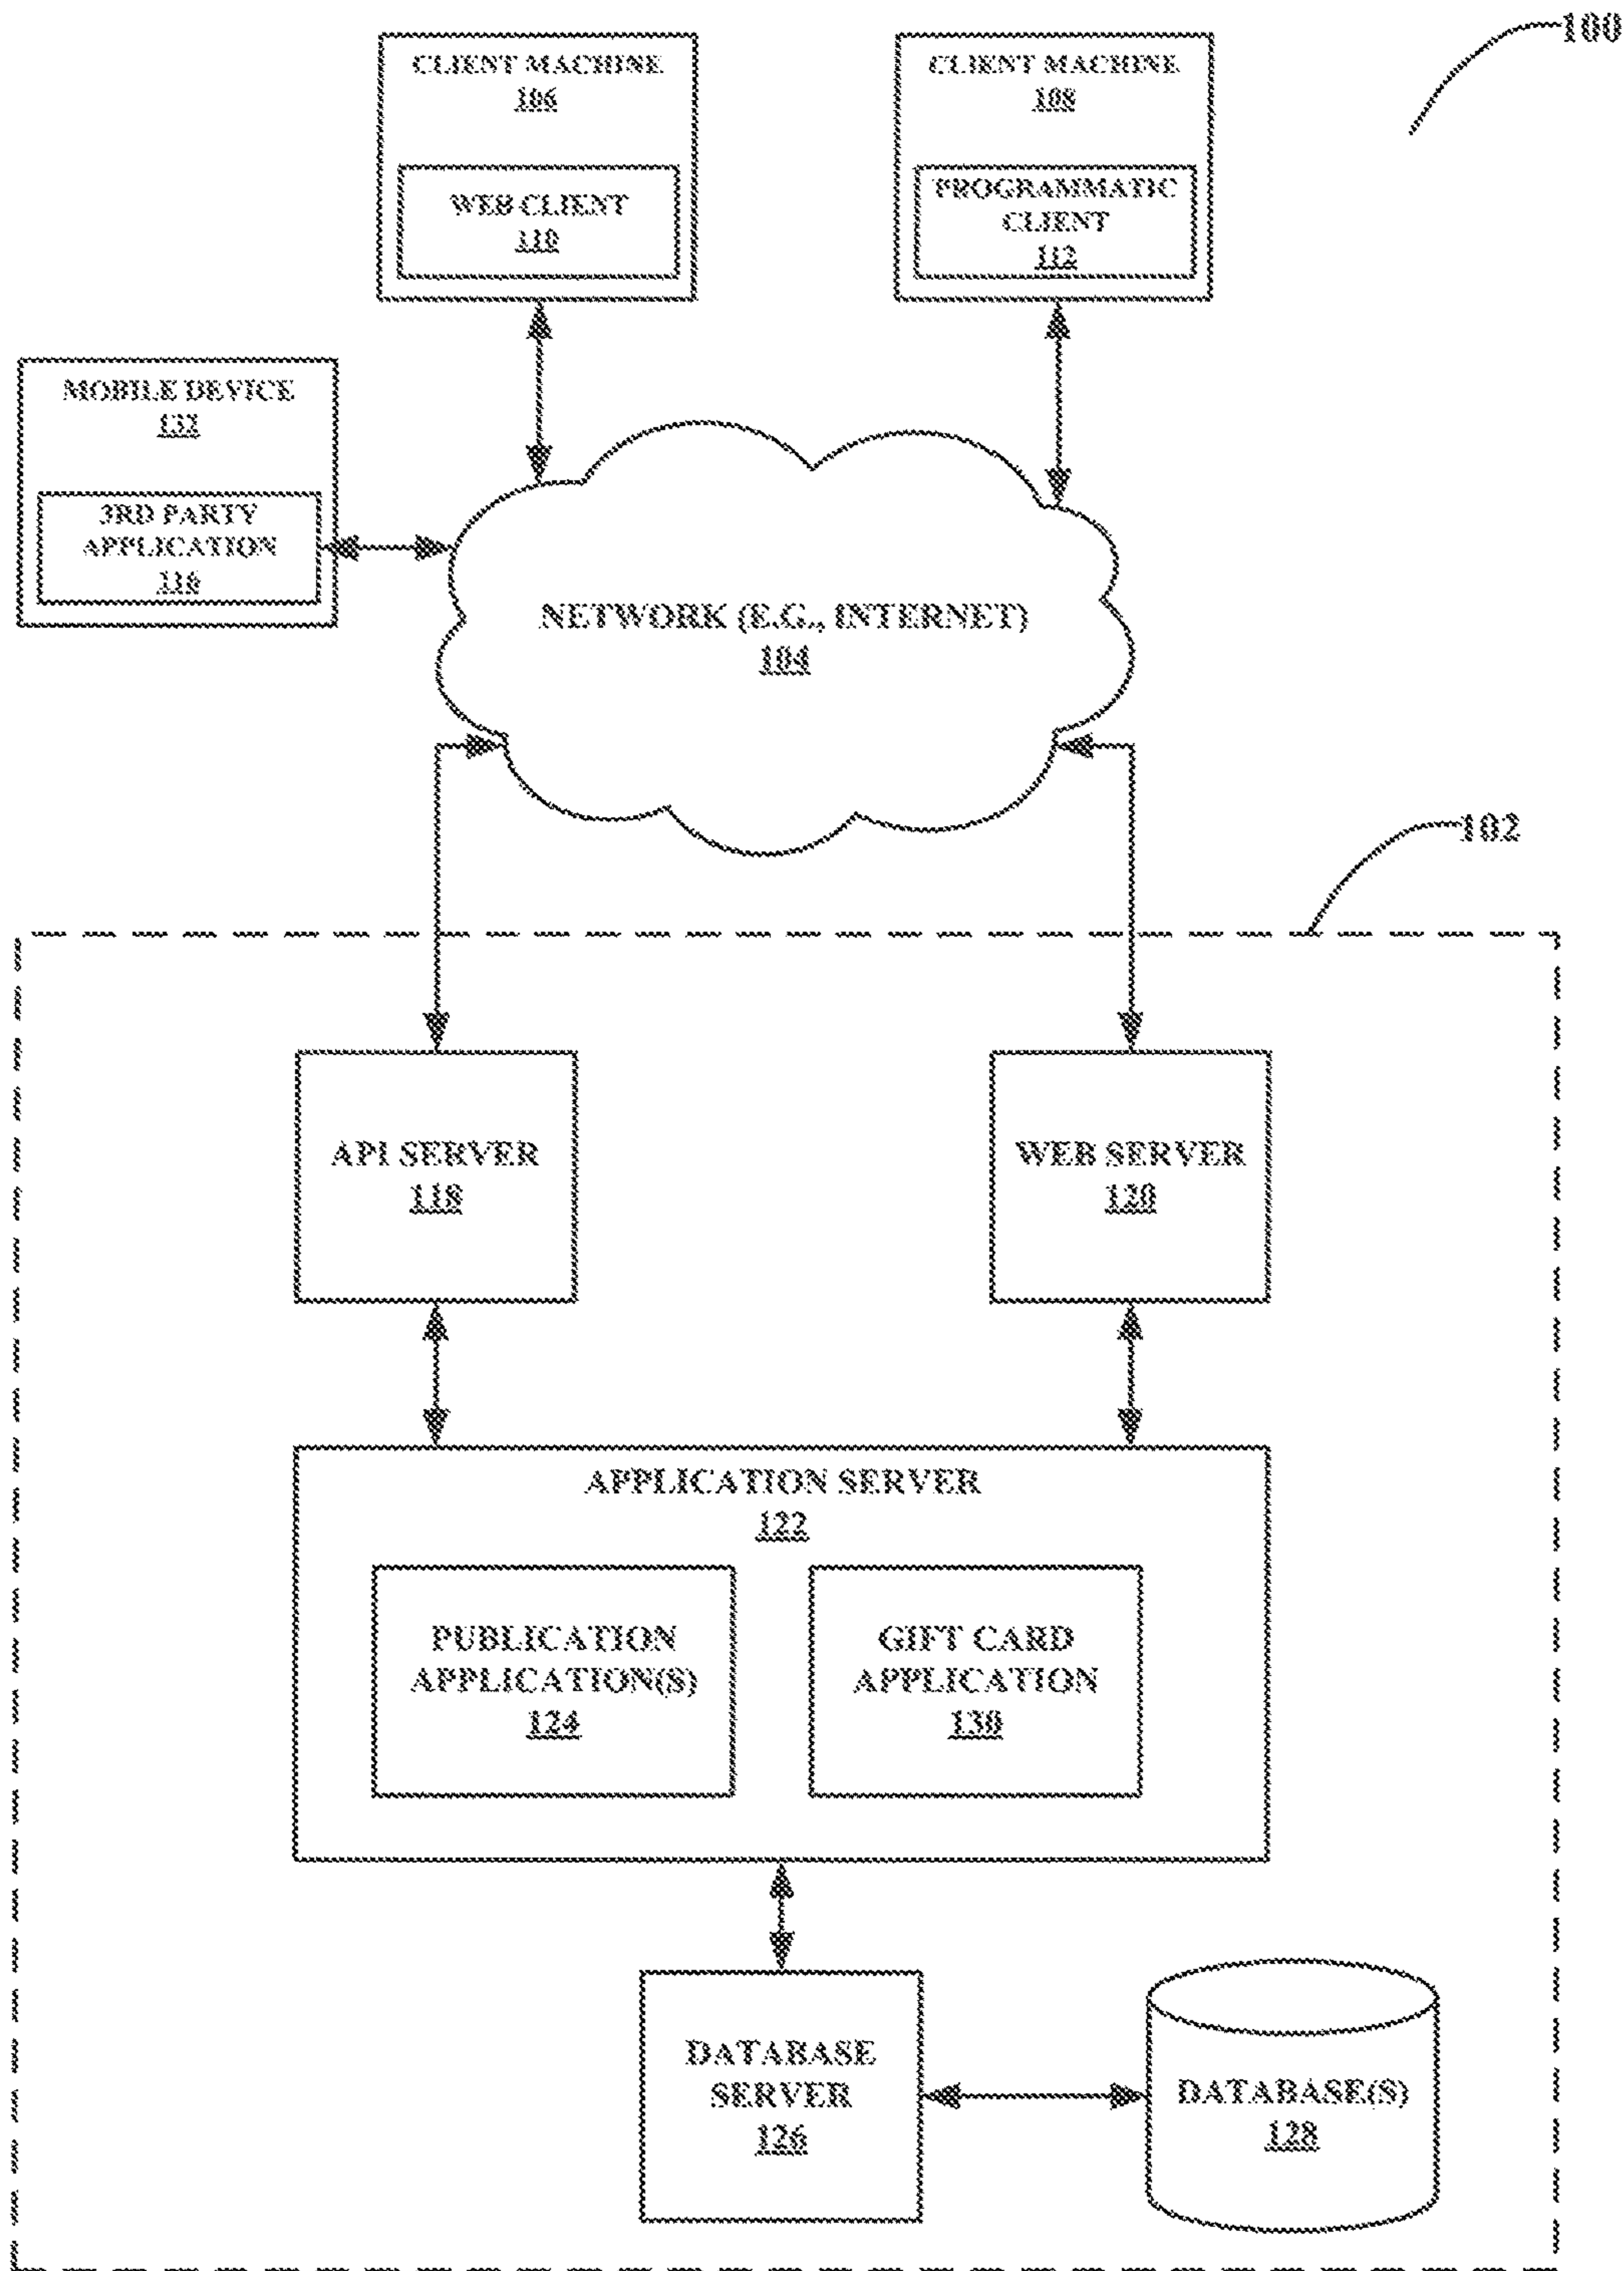 100
CLIENT MACHINE
106
WEB CLIENT
110
CLIENT MACHINE
108
PROGRAMMATIC
CLIENT
112
MOBILE DEVICE
132
3RD PARTY
APPLICATION
116
NETWORK (E.G., INTERNET)
104
102
API SERVER
118
WEB SERVER
120
APPLICATION SERVER
122
PUBLICATION
APPLICATION(S)
124
GIFT CARD
APPLICATION
130
DATABASE
SERVER
126
DATABASE(S)
128